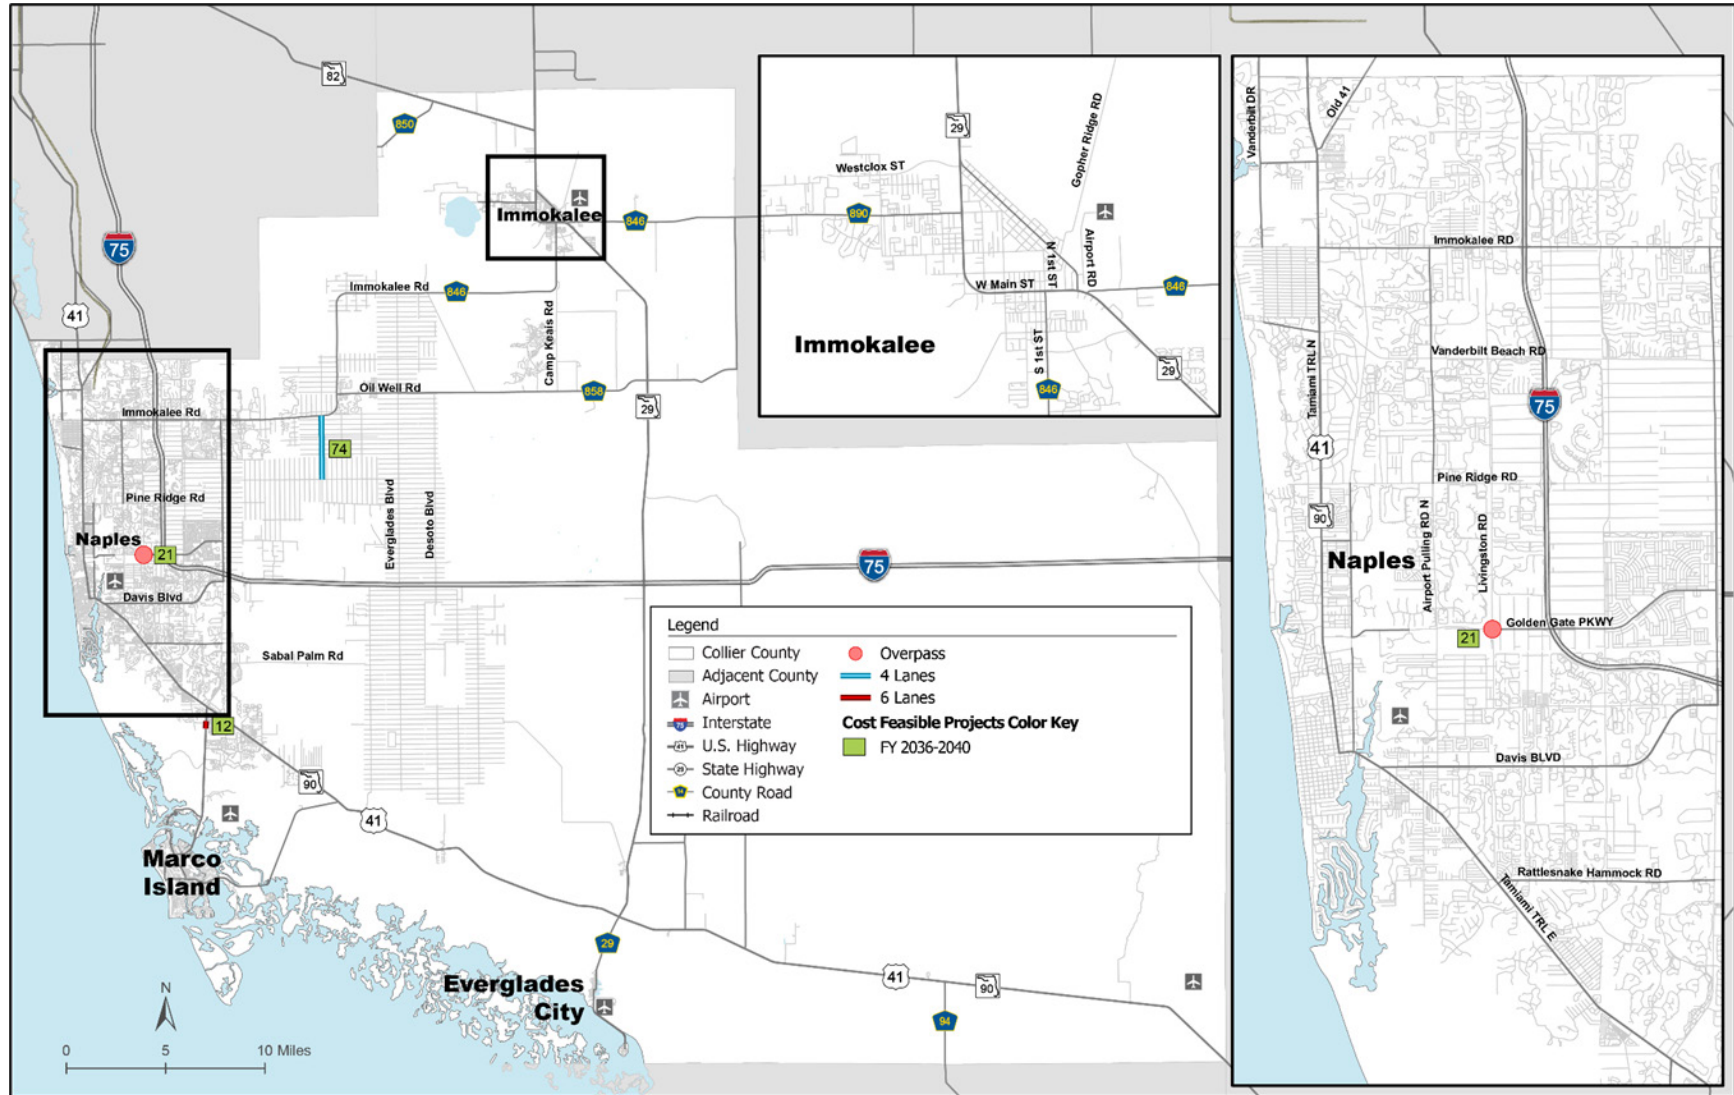 82
850
75
41
Immokalee
846
Immokalee Rd
846
Camp Keais Rd
Oil Well Rd
858
29
Immokalee Rd
74
Pine Ridge Rd
Everglades Blvd
Desoto Blvd
Naples
21
75
Davis Blvd
Sabal Palm Rd
12
90
41
Marco
Island
29
Everglades
City
41
90
94
N
0 5 10 Miles
29
Gopher Ridge RD
Westclox ST
890
N 1st ST
Airport RD
W Main ST
846
Immokalee
S 1st ST
29
846
Legend
Collier County
Adjacent County
Airport
75 Interstate
41 U.S. Highway
29 State Highway
County Road
Railroad
Overpass
4 Lanes
6 Lanes
Cost Feasible Projects Color Key
FY 2036-2040
Vanderbilt DR
Old 41
Immokalee RD
Tamiami TRL N
Vanderbilt Beach RD
75
41
Pine Ridge RD
90
Airport Pulling RD N
Livingston RD
Naples
21
Golden Gate PKWY
Davis BLVD
Rattlesnake Hammock RD
Tamiami TRL E